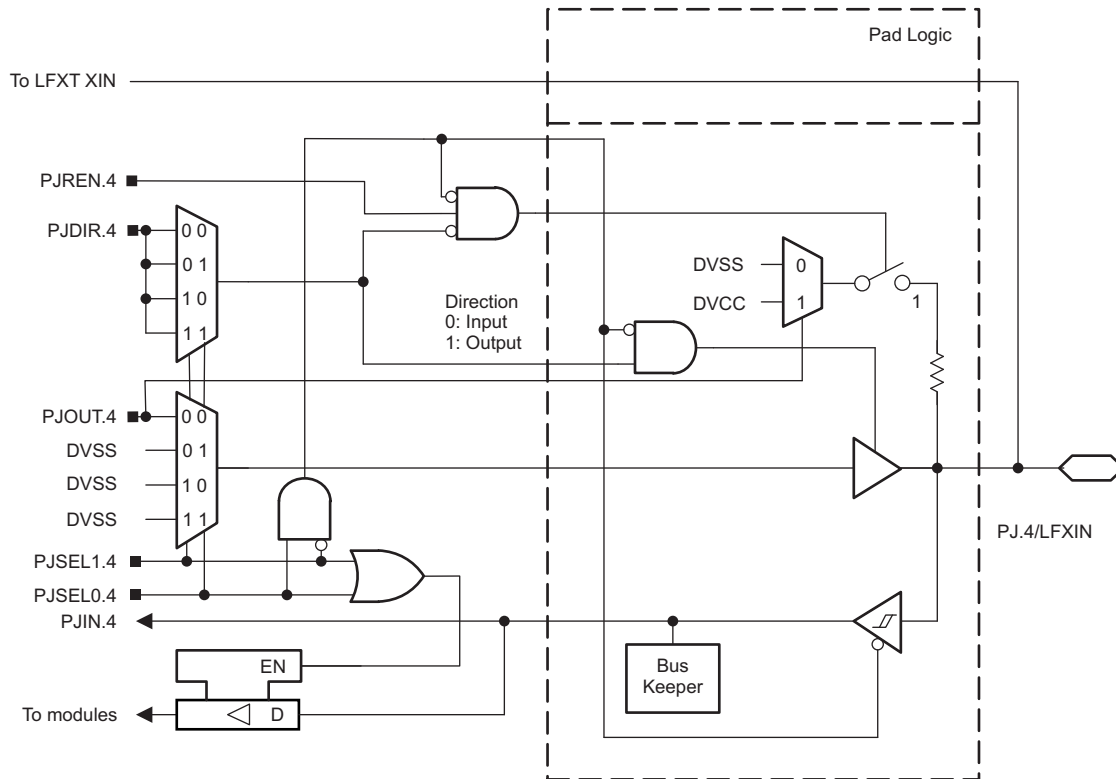 Pad Logic
To LFXT XIN
PJREN.4
PJDIR.4
0 0
0 1
1 0
1 1
Direction
0: Input
1: Output
DVSS
0
DVCC
1
1
PJOUT.4
0 0
DVSS
0 1
DVSS
1 0
DVSS
1 1
PJ.4/LFXIN
PJSEL1.4
PJSEL0.4
PJIN.4
EN
Bus
Keeper
To modules
D